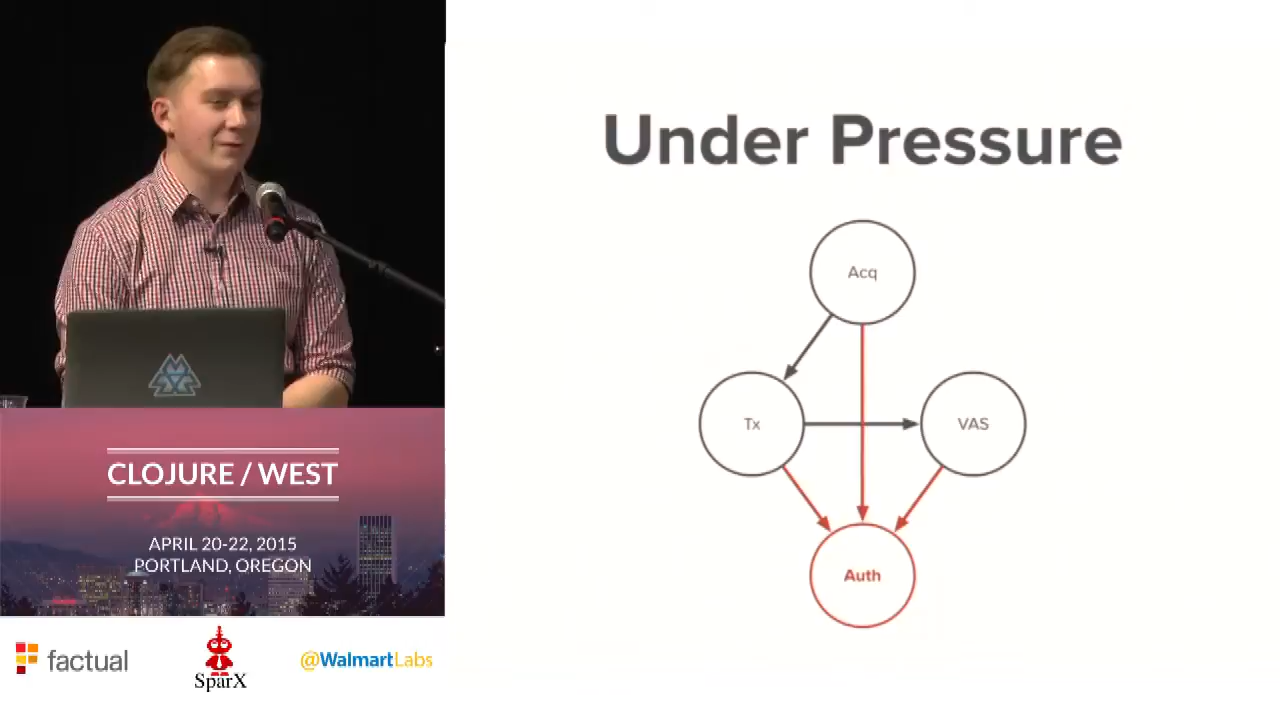 Under Pressure
Acq
Tx
VAS
Auth
CLOJURE / WEST
APRIL 20-22, 2015
PORTLAND, OREGON
factual
SparX
@WalmartLabs